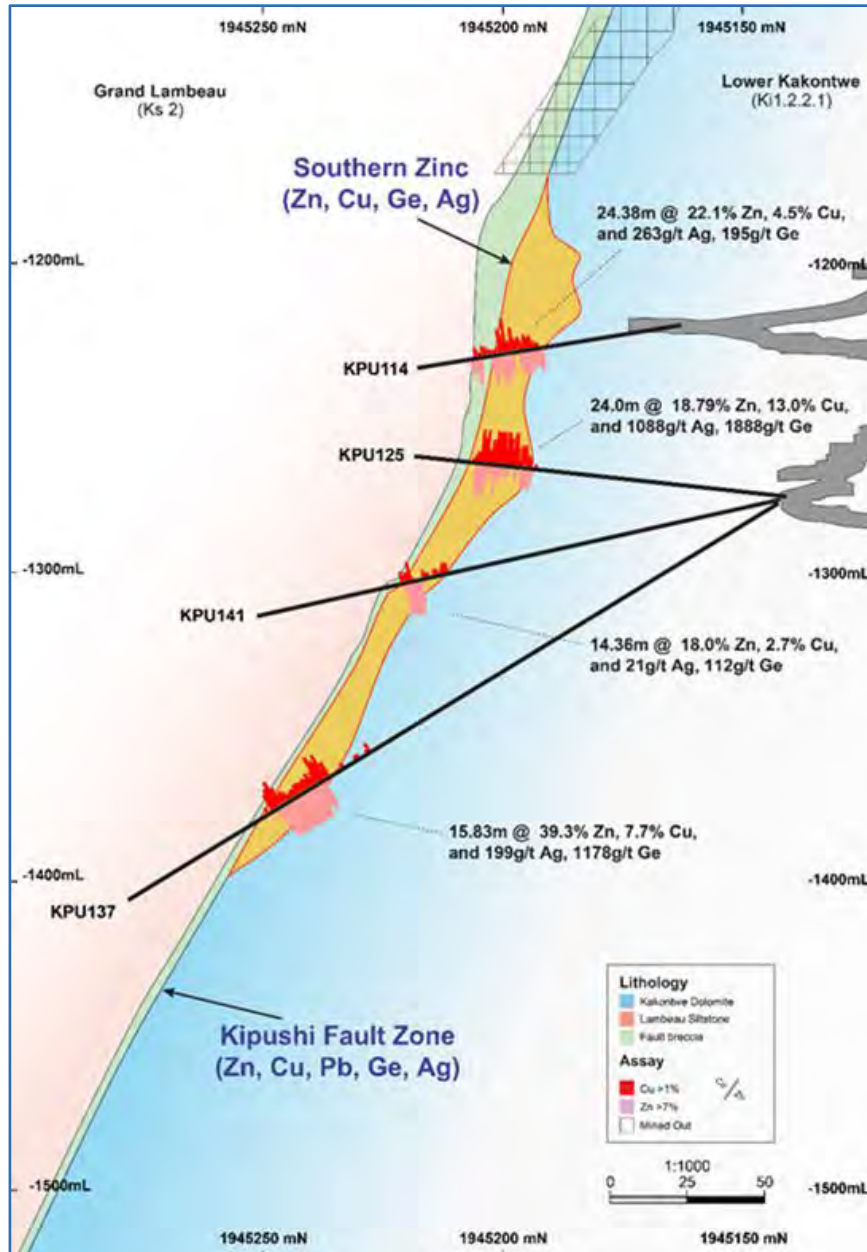 1945250 mN
1945200 mN
1945150 mN
Grand Lambeau
(Ks 2)
Lower Kakontwe
(Ki1.2.2.1)
Southern Zinc
(Zn, Cu, Ge, Ag)
24.38m @ 22.1% Zn, 4.5% Cu,
and 263g/t Ag, 195g/t Ge
-1200mL
-1200mL
KPU114
24.0m @ 18.79% Zn, 13.0% Cu,
and 1088g/t Ag, 1888g/t Ge
KPU125
-1300mL
-1300mL
KPU141
14.36m @ 18.0% Zn, 2.7% Cu,
and 21g/t Ag, 112g/t Ge
15.83m @ 39.3% Zn, 7.7% Cu,
and 199g/t Ag, 1178g/t Ge
-1400mL
-1400mL
KPU137
Kipushi Fault Zone
(Zn, Cu, Pb, Ge, Ag)
Lithology
Kakontwe Dolomite
Lambeau Siltstone
Fault breccia
Assay
Cu >1%
Zn >7%
Mined Out
1:1000
0 25 50
-1500mL
-1500mL
1945250 mN
1945200 mN
1945150 mN